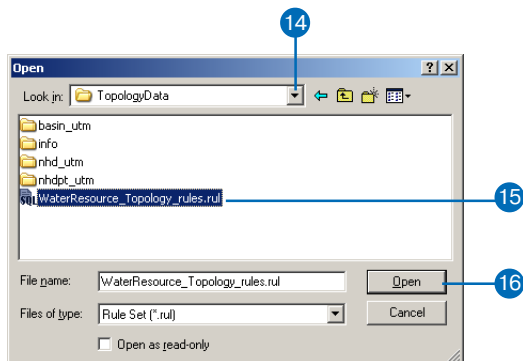 14
Open
Look in: TopologyData
basin_utm
info
nhd_utm
nhdpt_utm
SQL WaterResource_Topology_rules.rul
15
File name: WaterResource_Topology_rules.rul Open
16
Files of type: Rule Set (*.rul) Cancel
Open as read-only